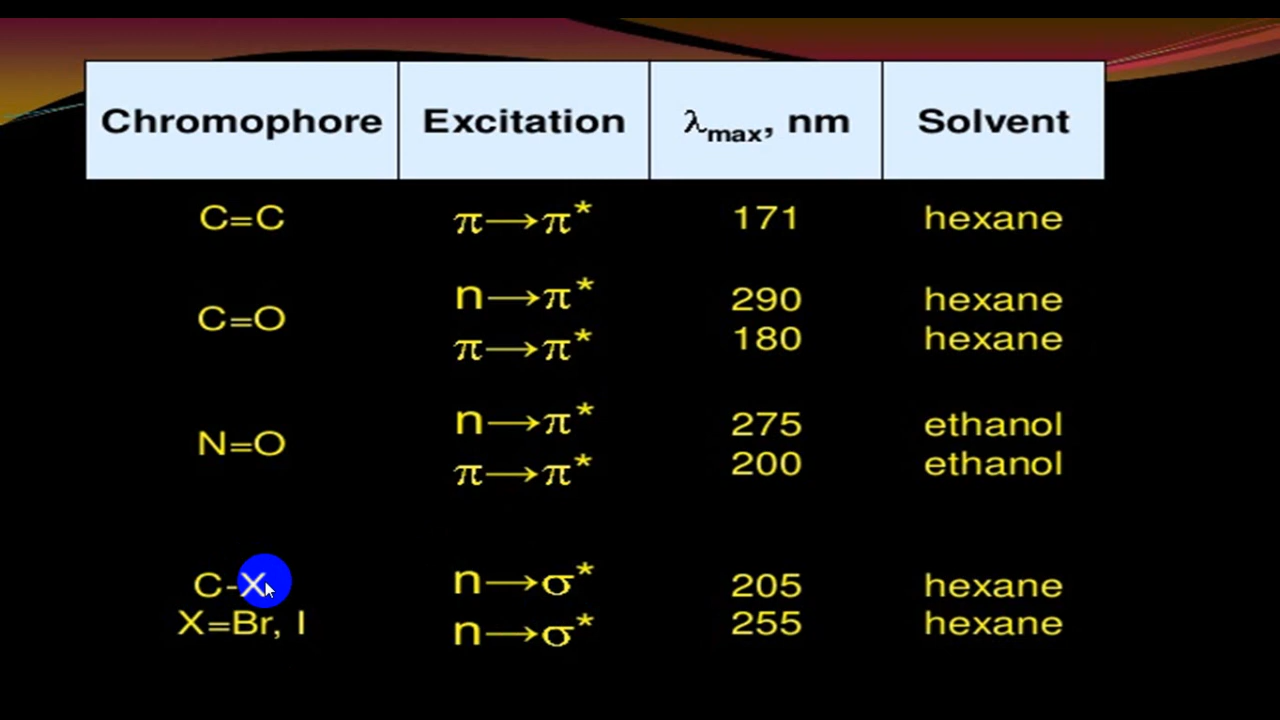 Chromophore Excitation λmax, nm Solvent
C=C π→π* 171 hexane
C=O n→π* 290 hexane
π→π* 180 hexane
N=O n→π* 275 ethanol
π→π* 200 ethanol
C-X n→σ* 205 hexane
X=Br, I n→σ* 255 hexane